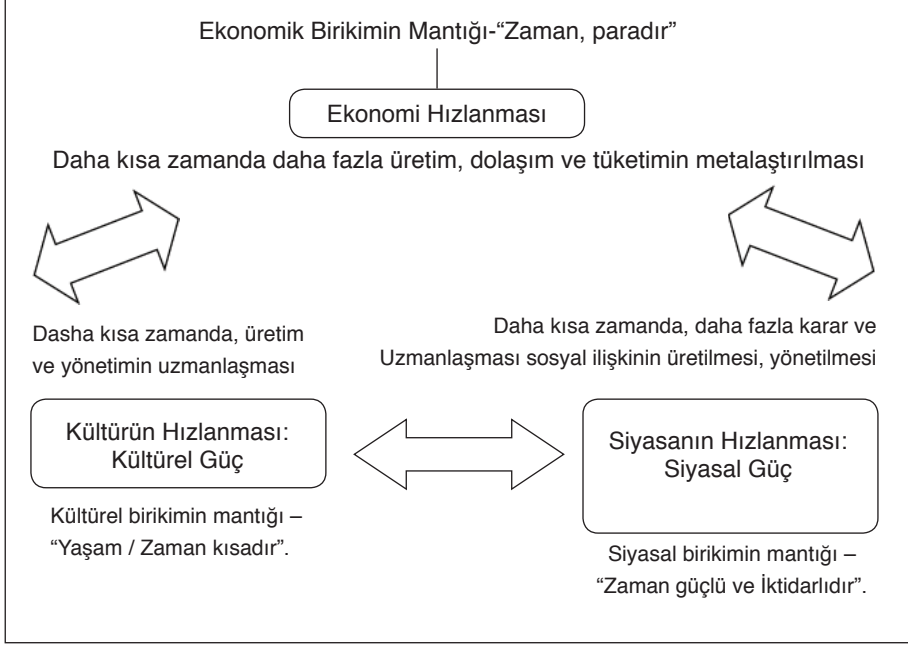 Ekonomik Birikimin Mantığı-“Zaman, paradır”
Ekonomi Hızlanması
Daha kısa zamanda daha fazla üretim, dolaşım ve tüketimin metalaştırılması
Dasha kısa zamanda, üretim
ve yönetimin uzmanlaşması
Daha kısa zamanda, daha fazla karar ve
Uzmanlaşması sosyal ilişkinin üretilmesi, yönetilmesi
Kültürün Hızlanması:
Kültürel Güç
Siyasanın Hızlanması:
Siyasal Güç
Kültürel birikimin mantığı –
“Yaşam / Zaman kısadır”.
Siyasal birikimin mantığı –
“Zaman güçlü ve İktidarlıdır”.